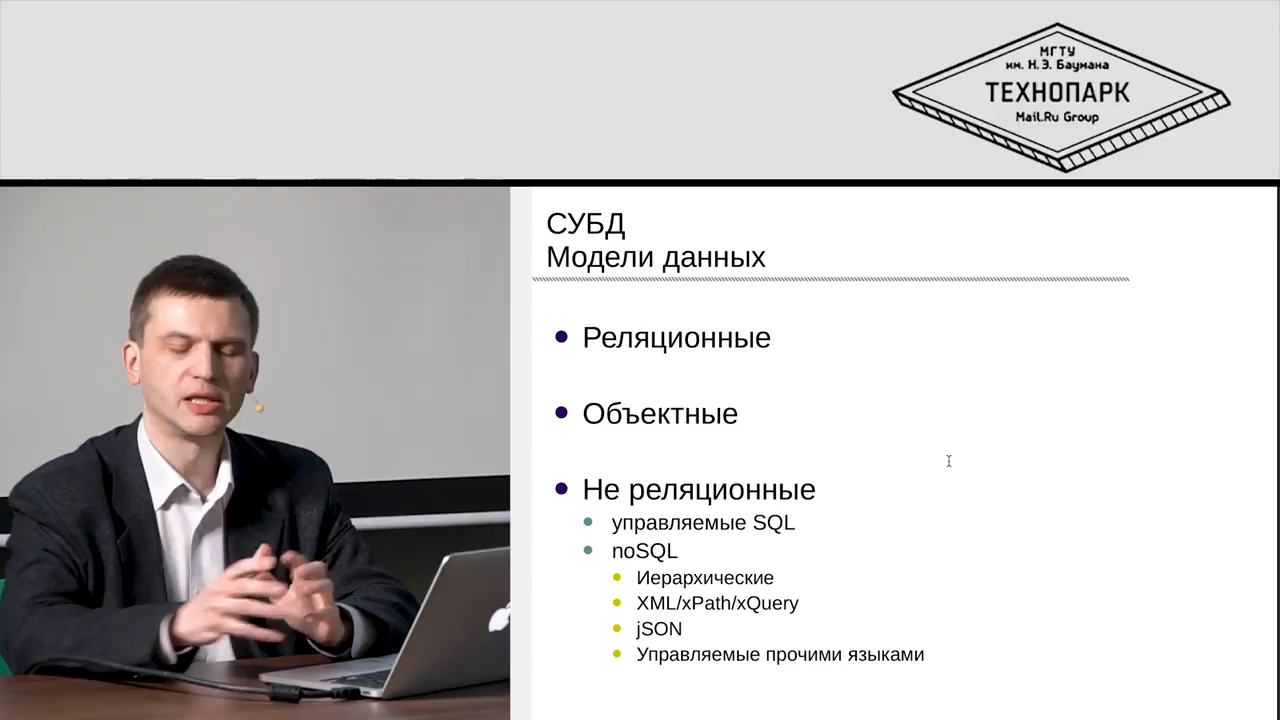 МГТУ
им. Н.Э. Баумана
ТЕХНОПАРК
Mail.Ru Group
СУБД
Модели данных
Реляционные
Объектные
Не реляционные
управляемые SQL
noSQL
Иерархические
XML/xPath/xQuery
jSON
Управляемые прочими языками